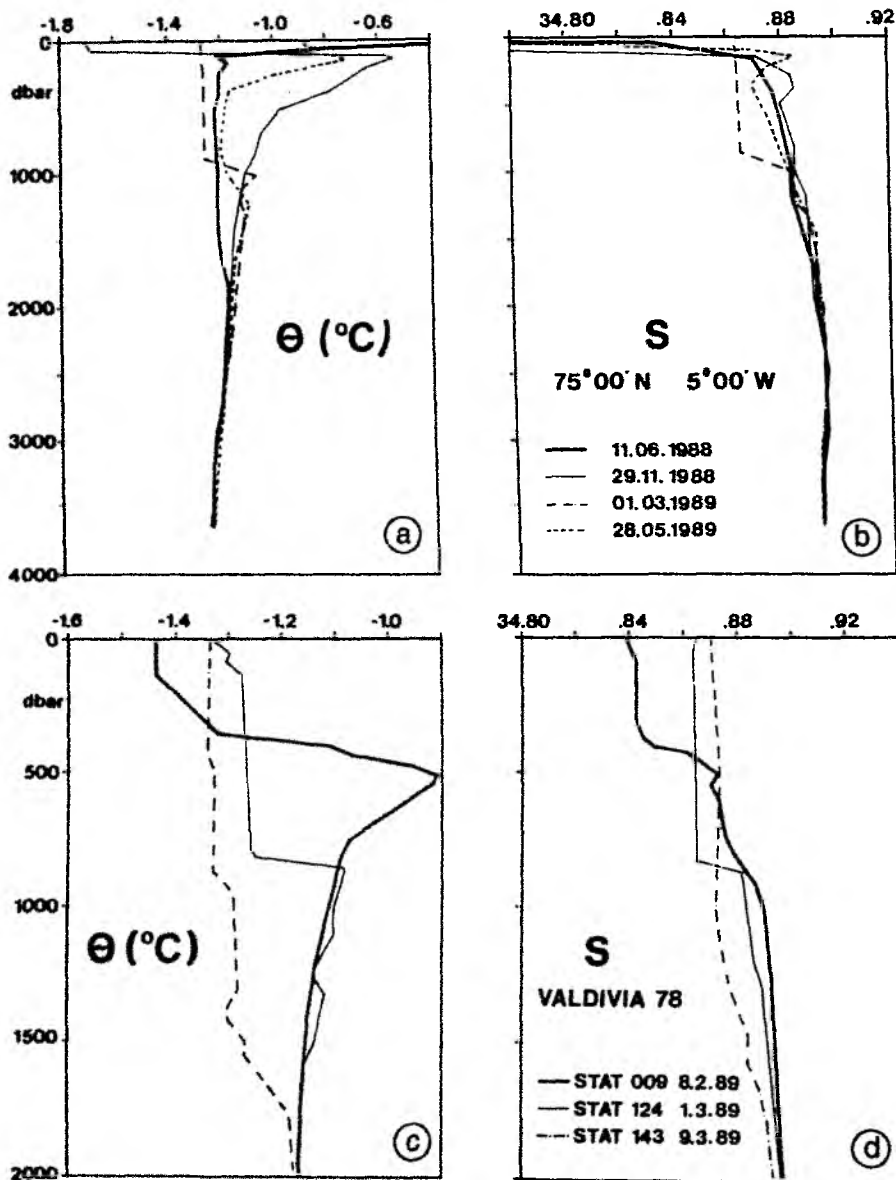 -1.8 -1.4 -1.0 -0.6
34.80 .84 .88 .92
0
dbar
1000
2000
3000
4000
Θ (°C)
a
S
75°00' N 5°00' W
11.06.1988
29.11.1988
01.03.1989
28.05.1989
b
-1.6 -1.4 -1.2 -1.0
34.80 .84 .88 .92
0
dbar
500
1000
1500
2000
Θ (°C)
c
S
VALDIVIA 78
STAT 009 8.2.89
STAT 124 1.3.89
STAT 143 9.3.89
d